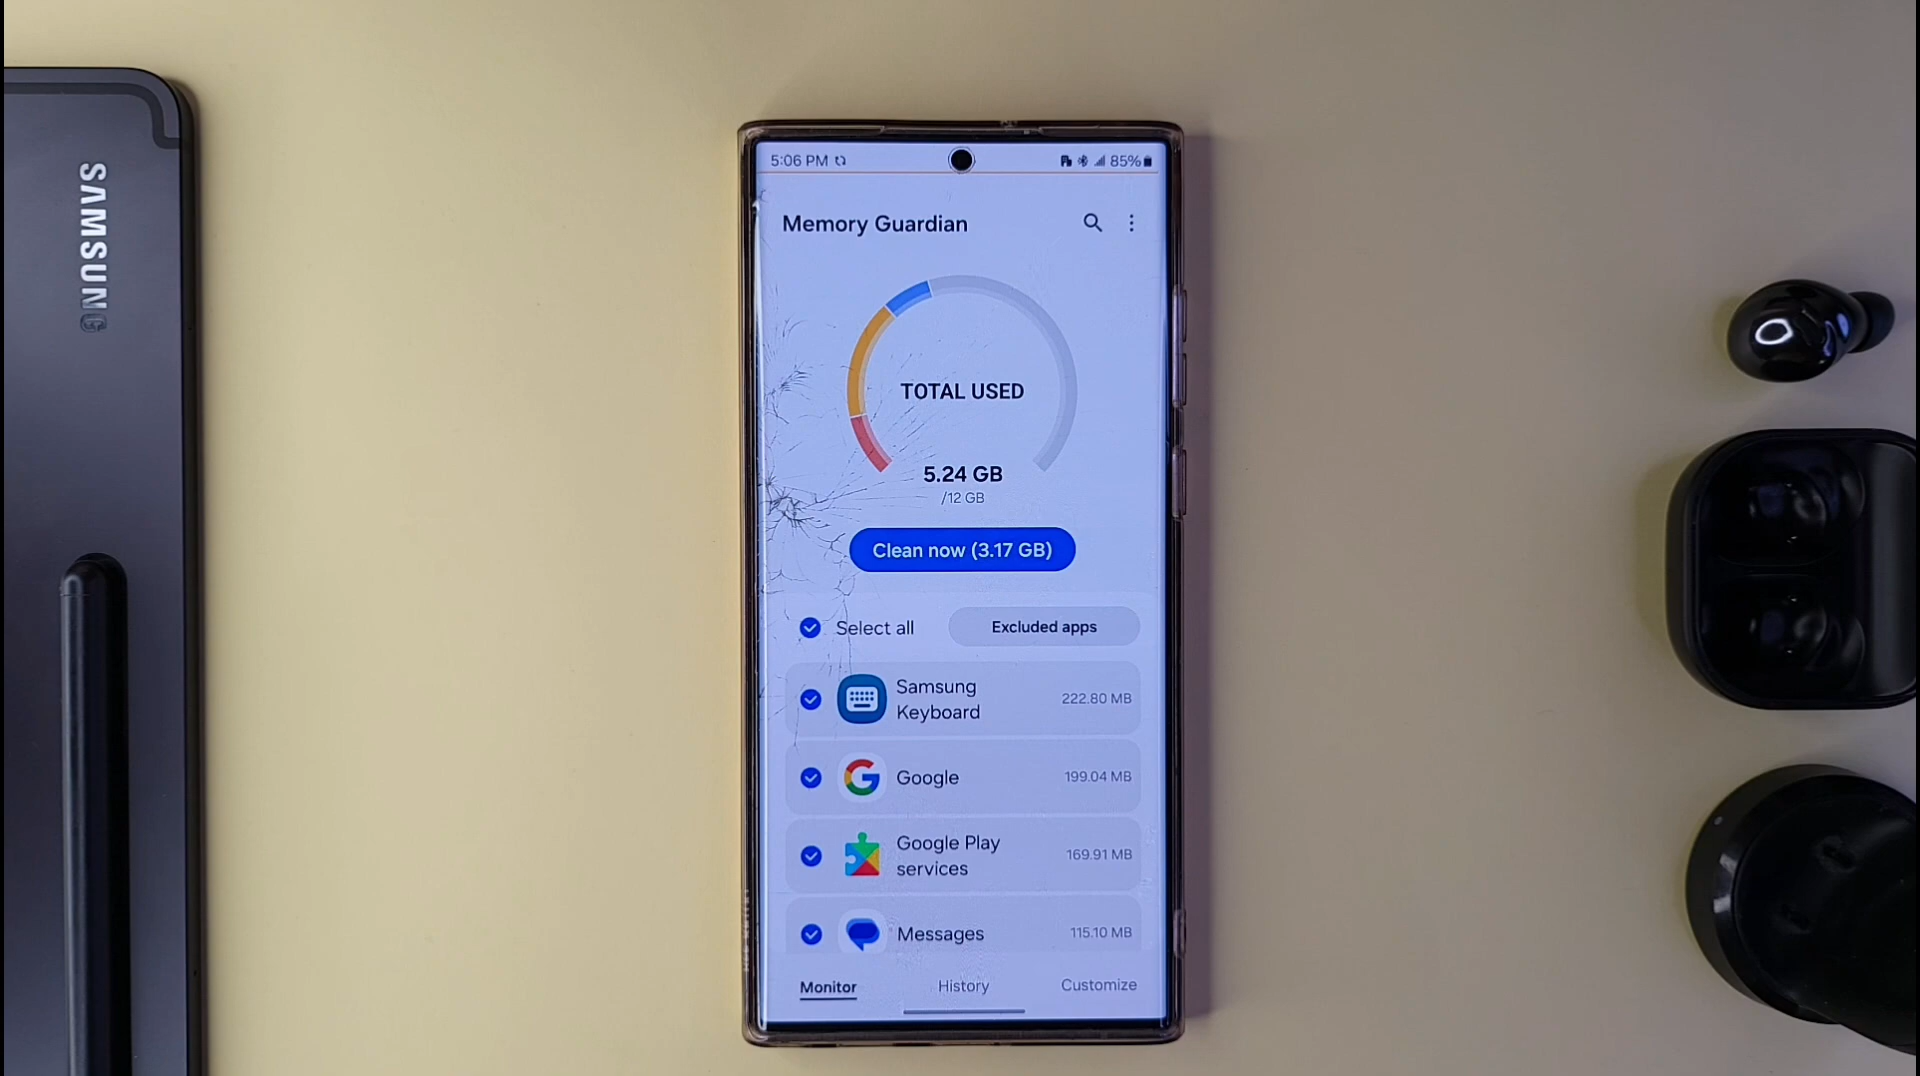 SAMSUNG
5:06 PM
85%
Memory Guardian
TOTAL USED
5.24 GB
/12 GB
Clean now (3.17 GB)
Select all
Excluded apps
Samsung
Keyboard
222.80 MB
Google
199.04 MB
Google Play
services
169.91 MB
Messages
115.10 MB
Monitor
History
Customize